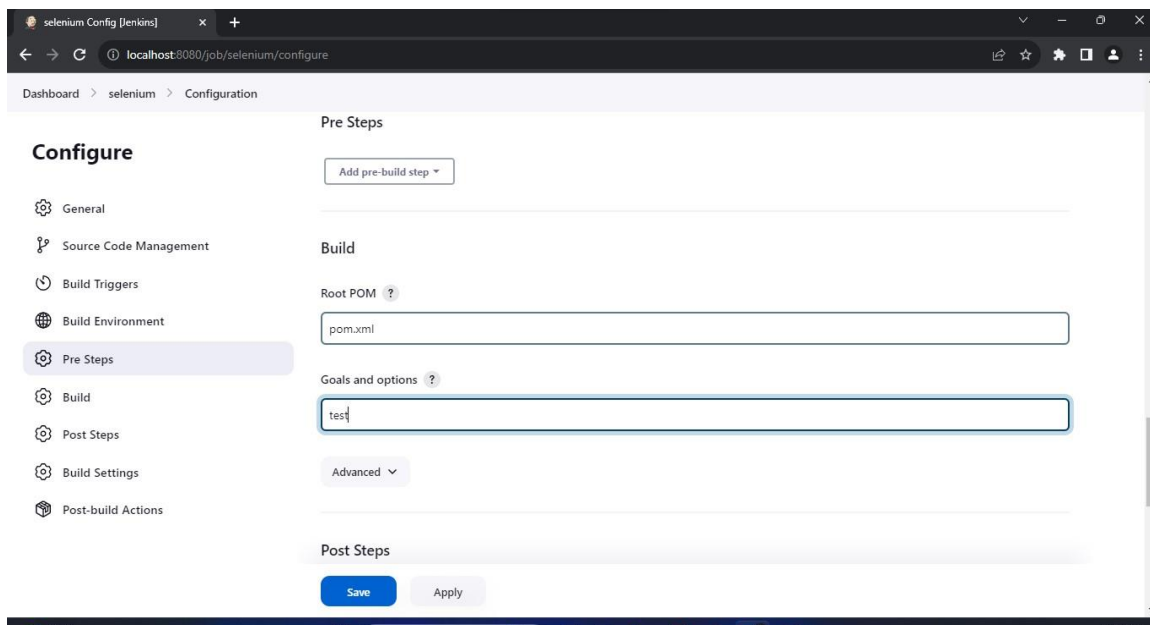 selenium Config [Jenkins]
localhost:8080/job/selenium/configure
Dashboard > selenium > Configuration
Configure
General
Source Code Management
Build Triggers
Build Environment
Pre Steps
Build
Post Steps
Build Settings
Post-build Actions
Pre Steps
Add pre-build step
Build
Root POM ?
pom.xml
Goals and options ?
test
Advanced
Post Steps
Save Apply